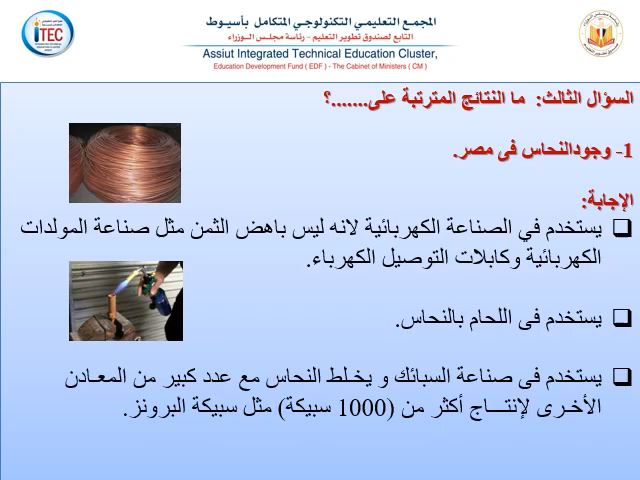 المجمع التعليمي التكنولوجي المتكامل بأسيوط
التابع لصندوق تطوير التعليم - رئاسة مجلس الوزراء
Assiut Integrated Technical Education Cluster,
Education Development Fund ( EDF ) - The Cabinet of Ministers ( CM )
iTEC
السؤال الثالث: ما النتائج المترتبة على.......؟
1- وجودالنحاس فى مصر.
الإجابة:
يستخدم في الصناعة الكهربائية لانه ليس باهض الثمن مثل صناعة المولدات
الكهربائية وكابلات التوصيل الكهرباء.
يستخدم فى اللحام بالنحاس.
يستخدم فى صناعة السبائك و يخلط النحاس مع عدد كبير من المعادن
الأخرى لإنتاج أكثر من (1000 سبيكة) مثل سبيكة البرونز.